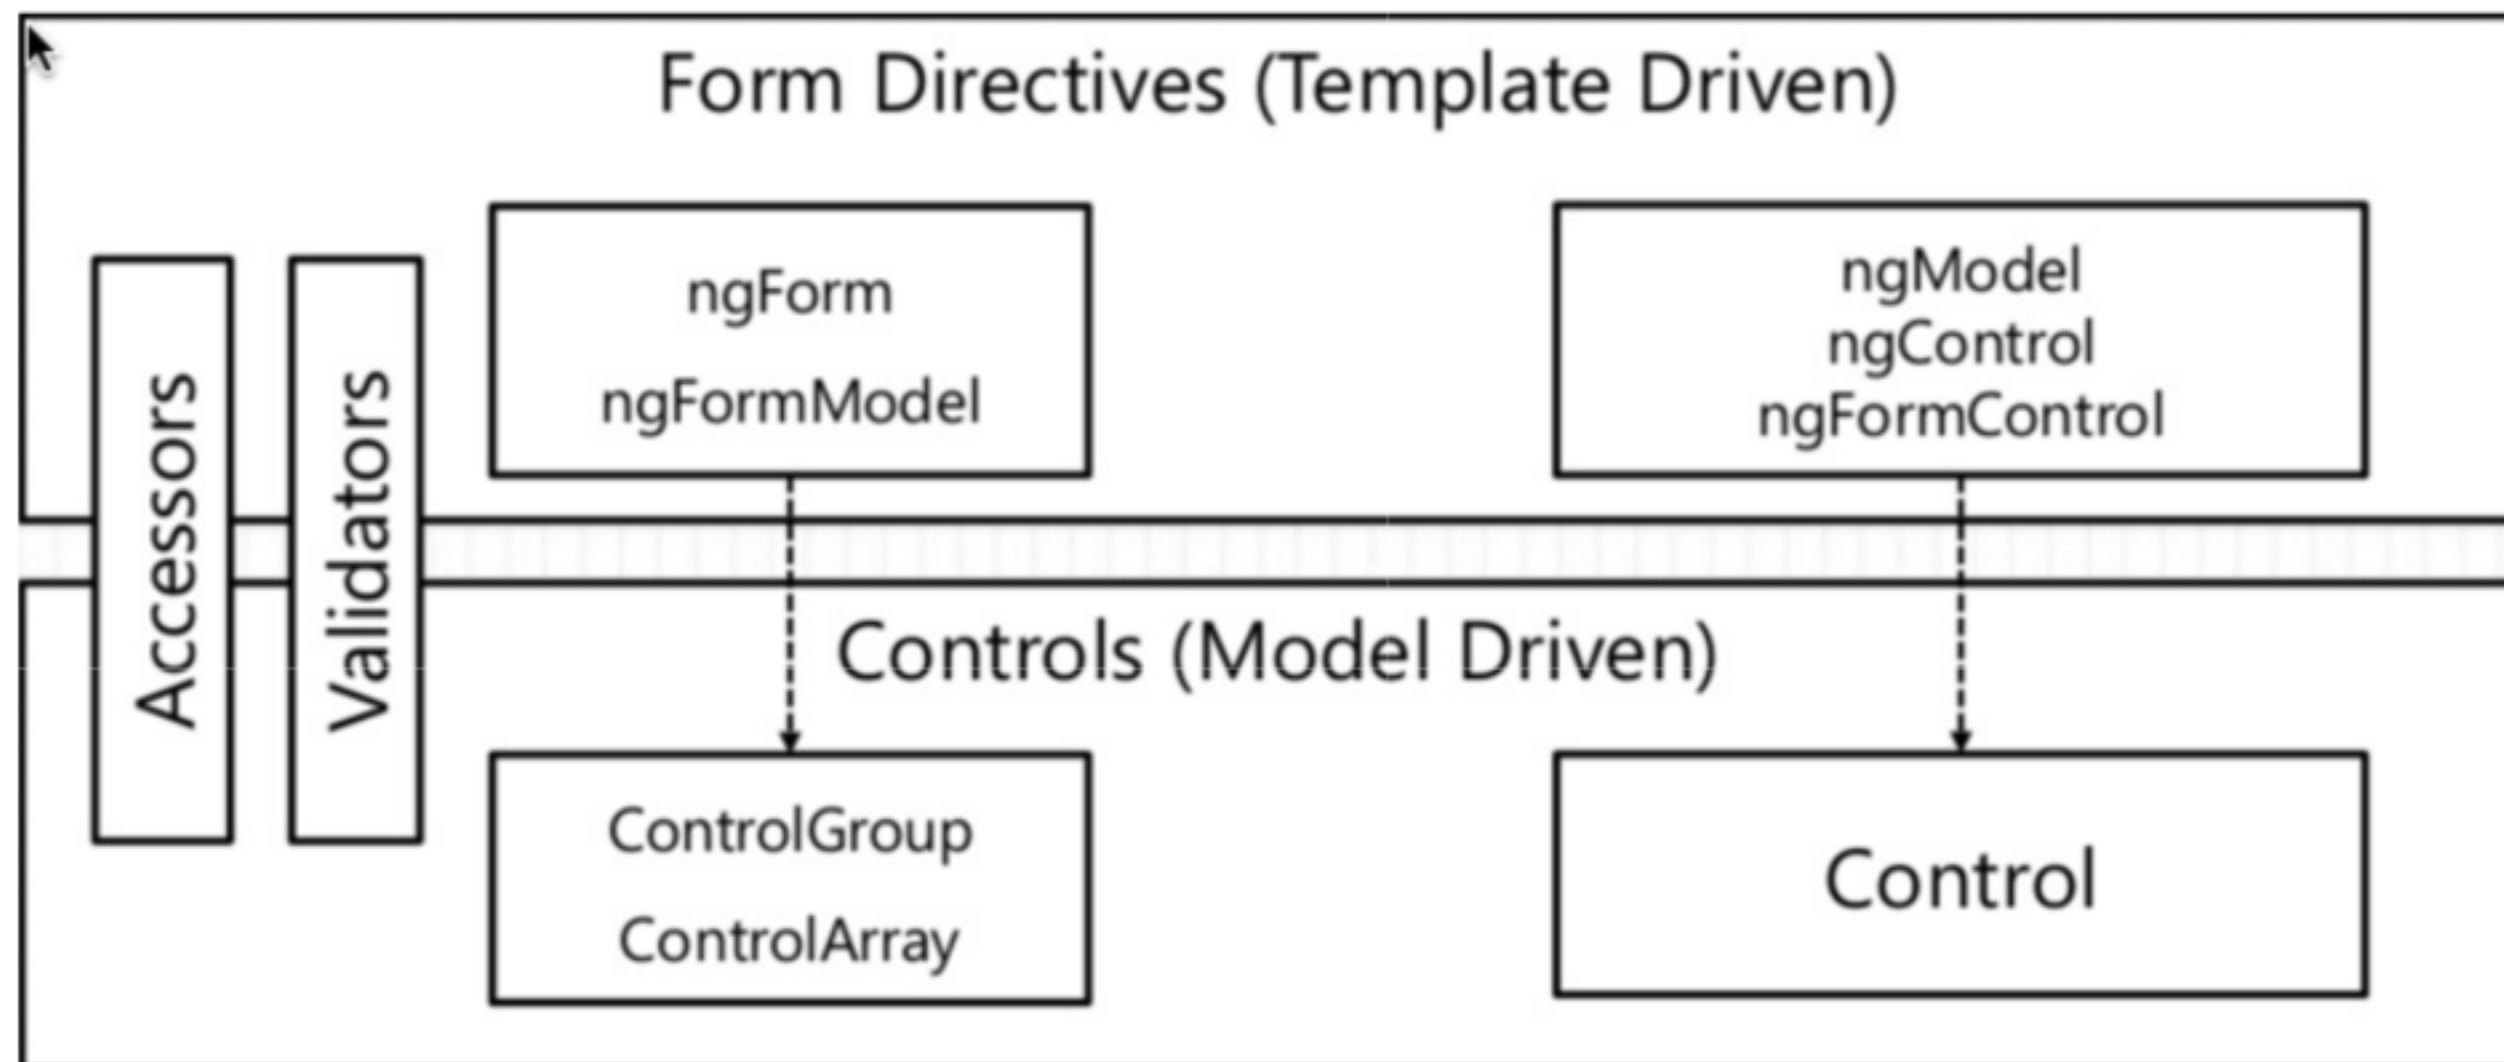 Form Directives (Template Driven)
Accessors
Validators
ngForm
ngFormModel
ngModel
ngControl
ngFormControl
Controls (Model Driven)
ControlGroup
ControlArray
Control